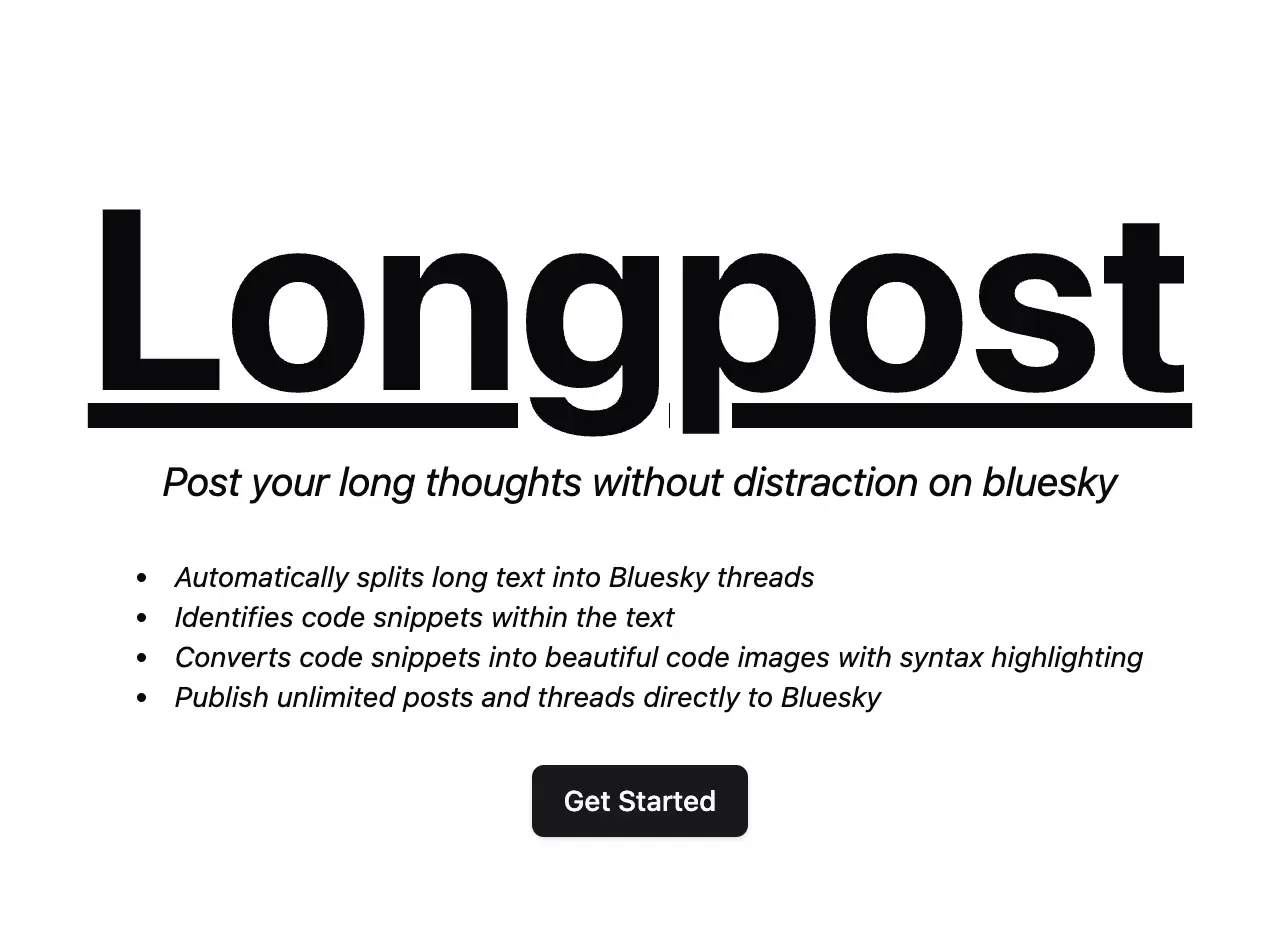 Longpost
Post your long thoughts without distraction on bluesky
Automatically splits long text into Bluesky threads
Identifies code snippets within the text
Converts code snippets into beautiful code images with syntax highlighting
Publish unlimited posts and threads directly to Bluesky
Get Started